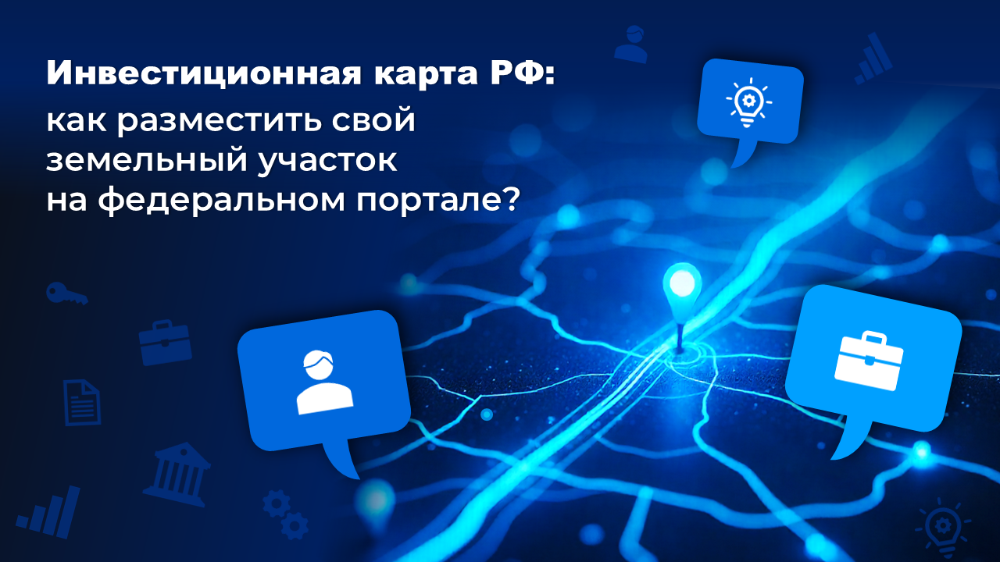 Инвестиционная карта РФ:
как разместить свой
земельный участок
на федеральном портале?